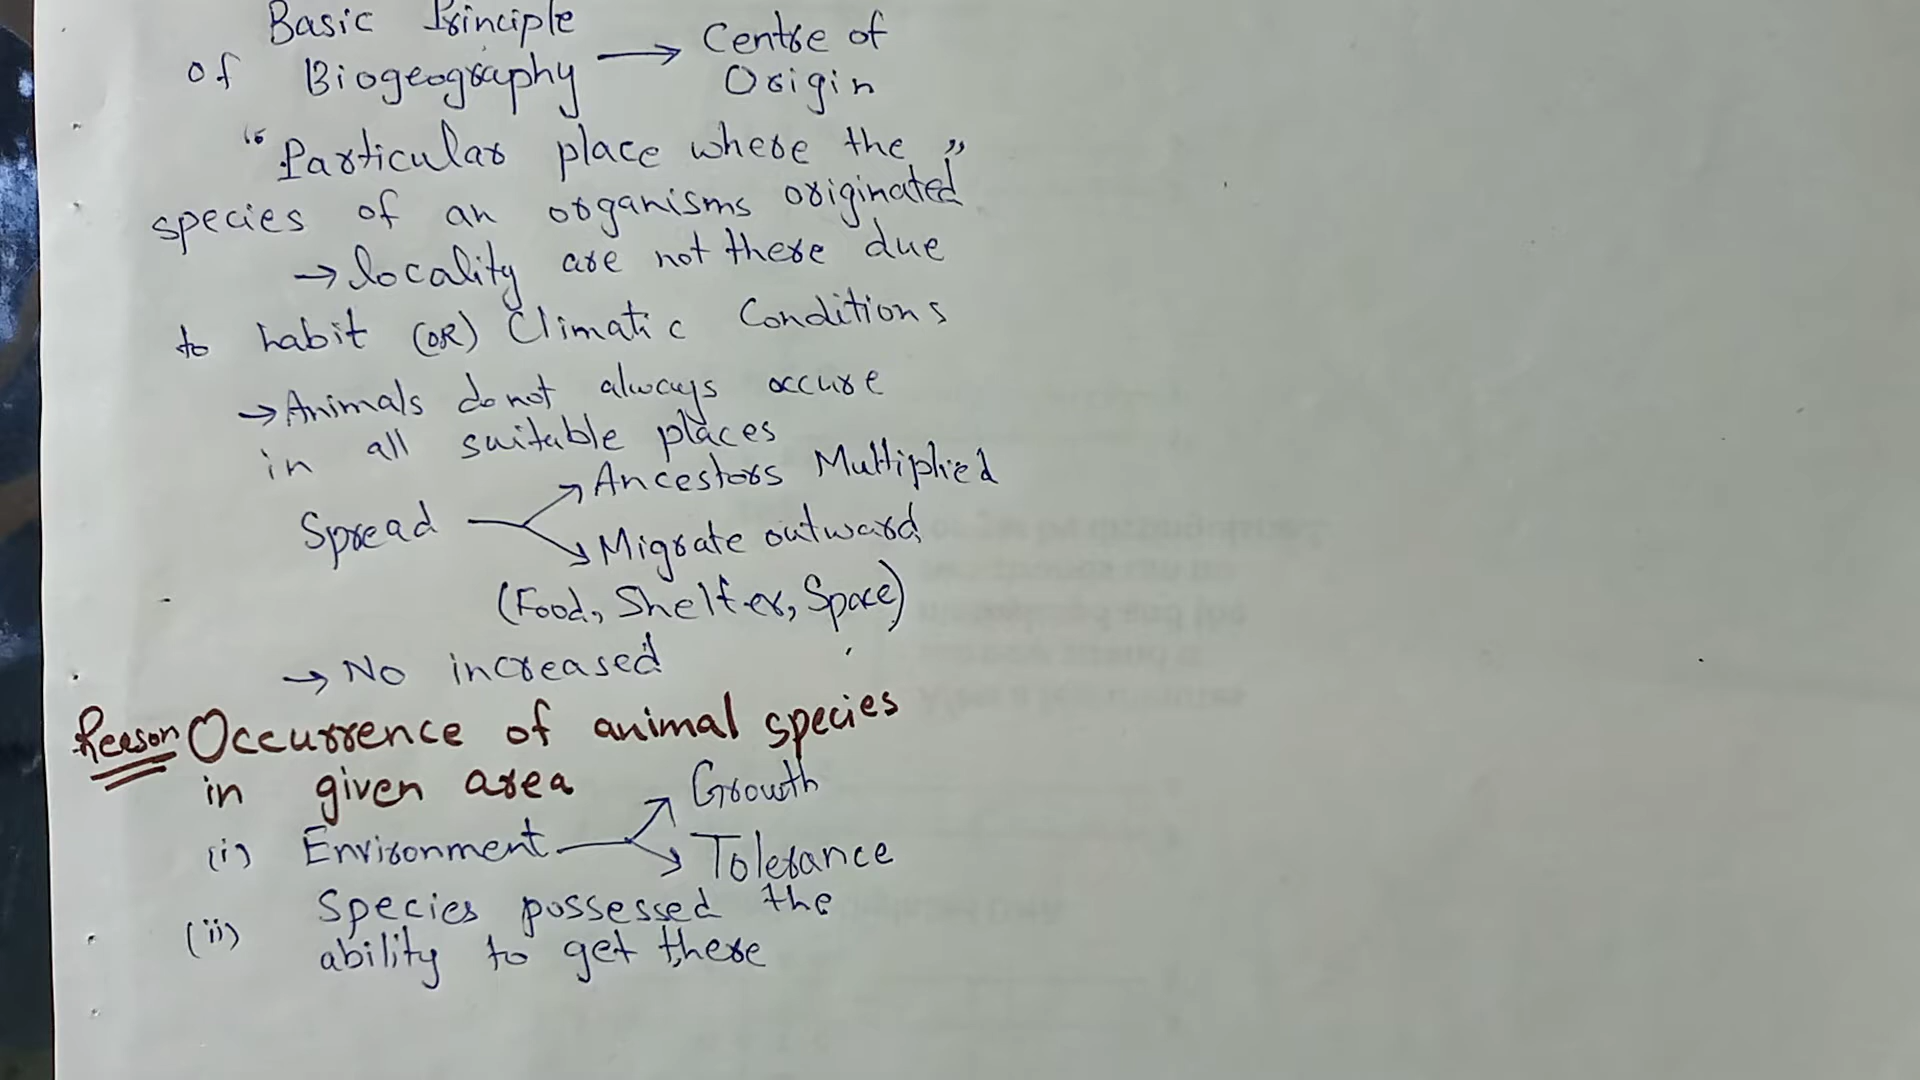 Basic Principle
of Biogeography → Centre of
Origin
"Particular place where the "
species of an organisms originated
→ locality are not there due
to habit (OR) Climatic Conditions
→ Animals do not always occure
in all suitable places
Spread → Ancestors Multiplied
→ Migrate outward
(Food, Shelter, Space)
→ No increased
Reeson Occurrence of animal species
in given area
(i) Environment → Growth
→ Tolerance
(ii) Species possessed the
ability to get there